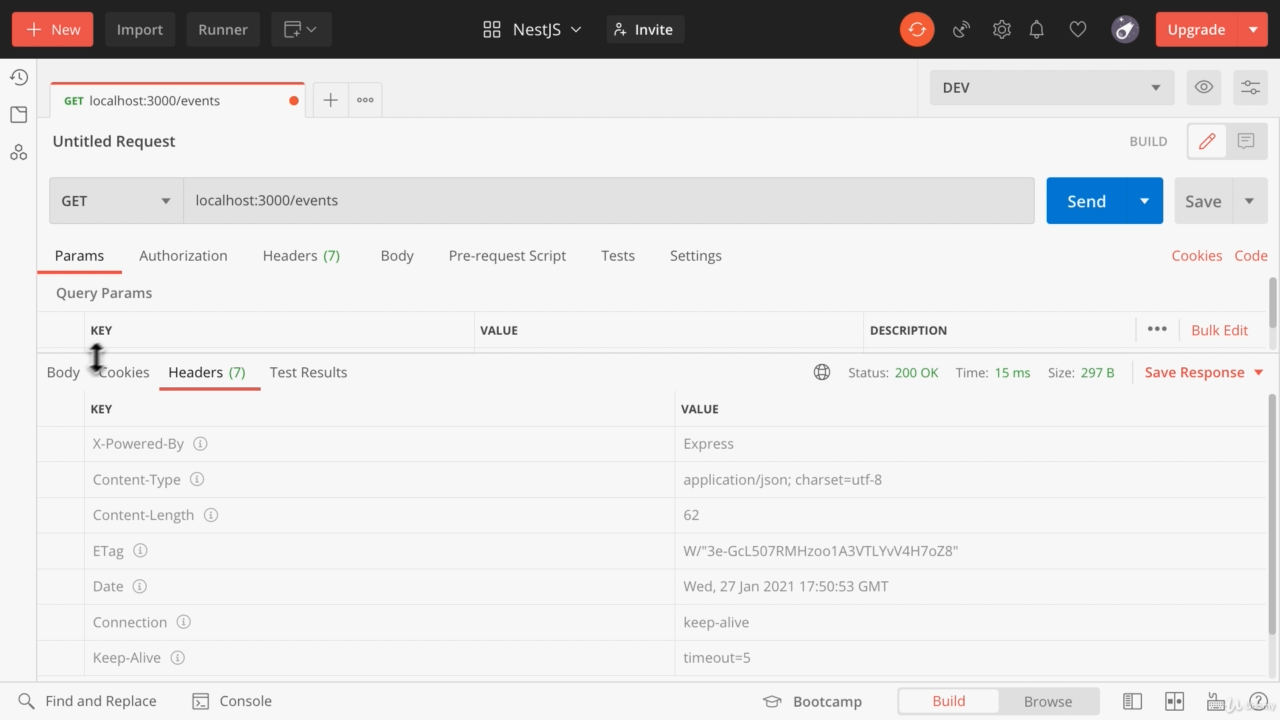 New Import Runner NestJS Invite Upgrade
GET localhost:3000/events DEV
Untitled Request BUILD
GET localhost:3000/events Send Save
Params Authorization Headers (7) Body Pre-request Script Tests Settings Cookies Code
Query Params
KEY VALUE DESCRIPTION Bulk Edit
Body Cookies Headers (7) Test Results Status: 200 OK Time: 15 ms Size: 297 B Save Response
KEY VALUE
X-Powered-By Express
Content-Type application/json; charset=utf-8
Content-Length 62
ETag W/"3e-GcL507RMHzoo1A3VTLYvV4H7oZ8"
Date Wed, 27 Jan 2021 17:50:53 GMT
Connection keep-alive
Keep-Alive timeout=5
Find and Replace Console Bootcamp Build Browse